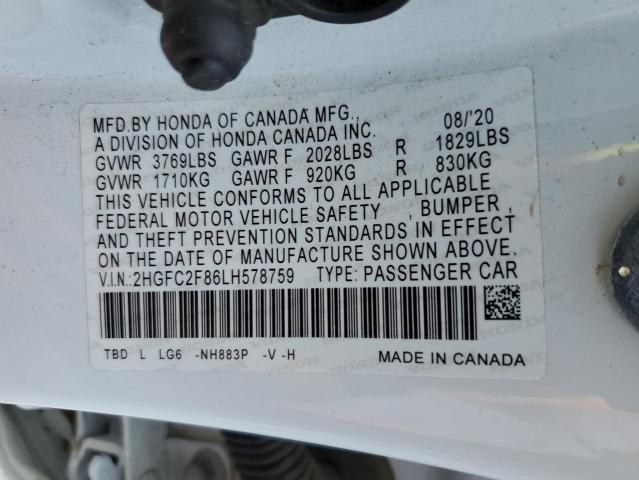 MFD.BY HONDA OF CANADA MFG., 08/'20
A DIVISION OF HONDA CANADA INC.
GVWR 3769LBS GAWR F 2028LBS R 1829LBS
GVWR 1710KG GAWR F 920KG R 830KG
THIS VEHICLE CONFORMS TO ALL APPLICABLE
FEDERAL MOTOR VEHICLE SAFETY , BUMPER ,
AND THEFT PREVENTION STANDARDS IN EFFECT
ON THE DATE OF MANUFACTURE SHOWN ABOVE.
V.I.N.: 2HGFC2F86LH578759 TYPE: PASSENGER CAR
TBD L LG6 -NH883P -V -H MADE IN CANADA